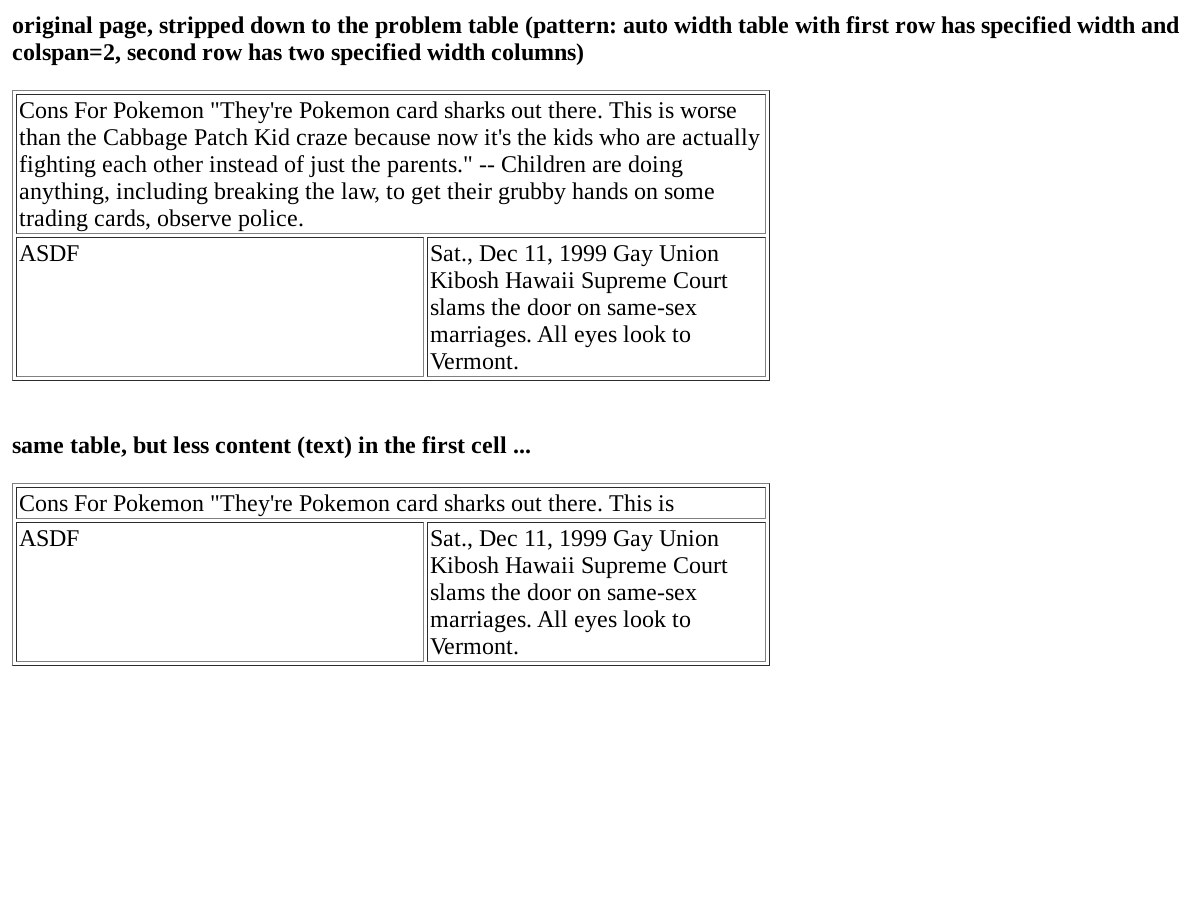 original page, stripped down to the problem table (pattern: auto width table with first row has specified width and
colspan=2, second row has two specified width columns)
Cons For Pokemon "They're Pokemon card sharks out there. This is worse
than the Cabbage Patch Kid craze because now it's the kids who are actually
fighting each other instead of just the parents." -- Children are doing
anything, including breaking the law, to get their grubby hands on some
trading cards, observe police.
ASDF
Sat., Dec 11, 1999 Gay Union
Kibosh Hawaii Supreme Court
slams the door on same-sex
marriages. All eyes look to
Vermont.
same table, but less content (text) in the first cell ...
Cons For Pokemon "They're Pokemon card sharks out there. This is
ASDF
Sat., Dec 11, 1999 Gay Union
Kibosh Hawaii Supreme Court
slams the door on same-sex
marriages. All eyes look to
Vermont.